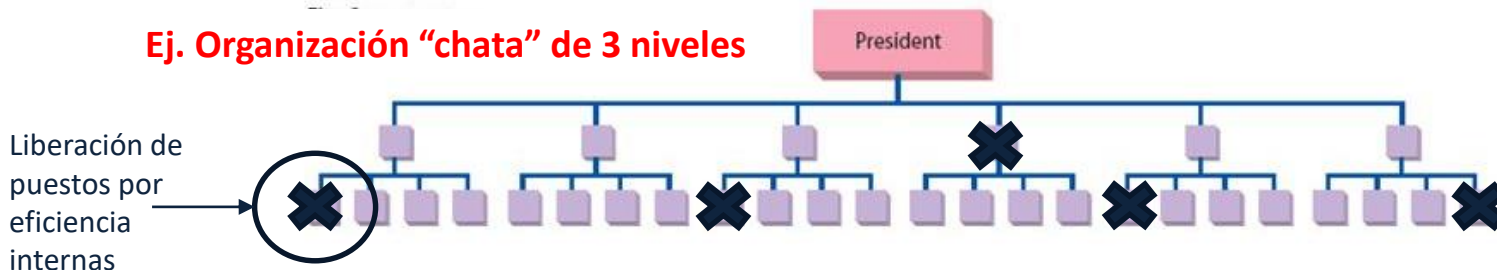 Ej. Organización “chata” de 3 niveles
President
Liberación de
puestos por
eficiencia
internas